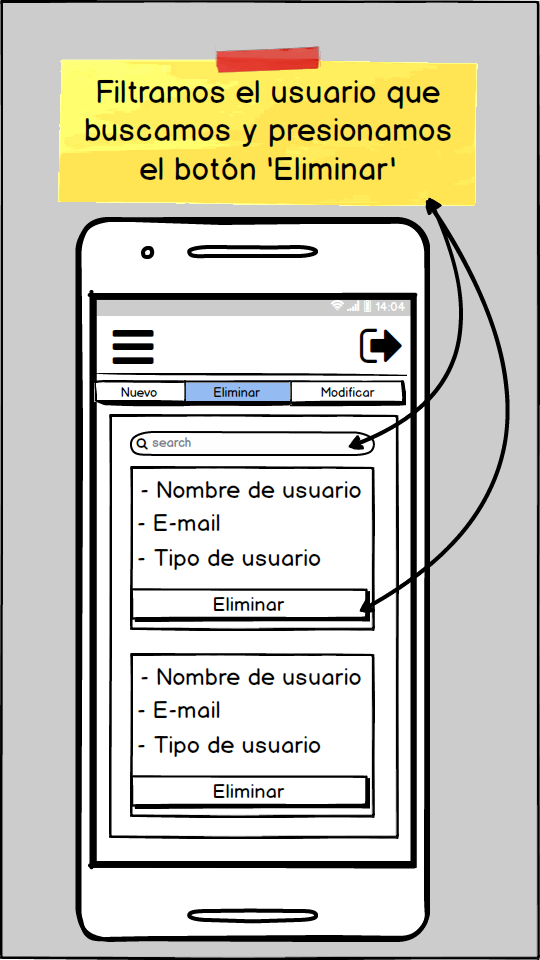 Filtramos el usuario que
buscamos y presionamos
el botón 'Eliminar'
14:04
Nuevo Eliminar Modificar
search
- Nombre de usuario
- E-mail
- Tipo de usuario
Eliminar
- Nombre de usuario
- E-mail
- Tipo de usuario
Eliminar